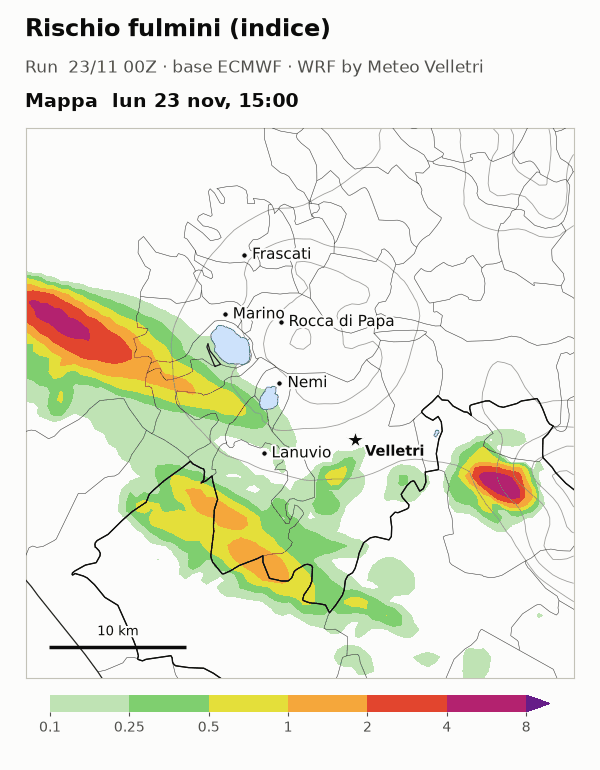 Rischio fulmini (indice)
Run  23/11 00Z · base ECMWF · WRF by Meteo Velletri
Mappa  lun 23 nov, 15:00
Frascati
Marino
Rocca di Papa
Nemi
Velletri
Lanuvio
10 km
0.1 0.25 0.5 1 2 4 8